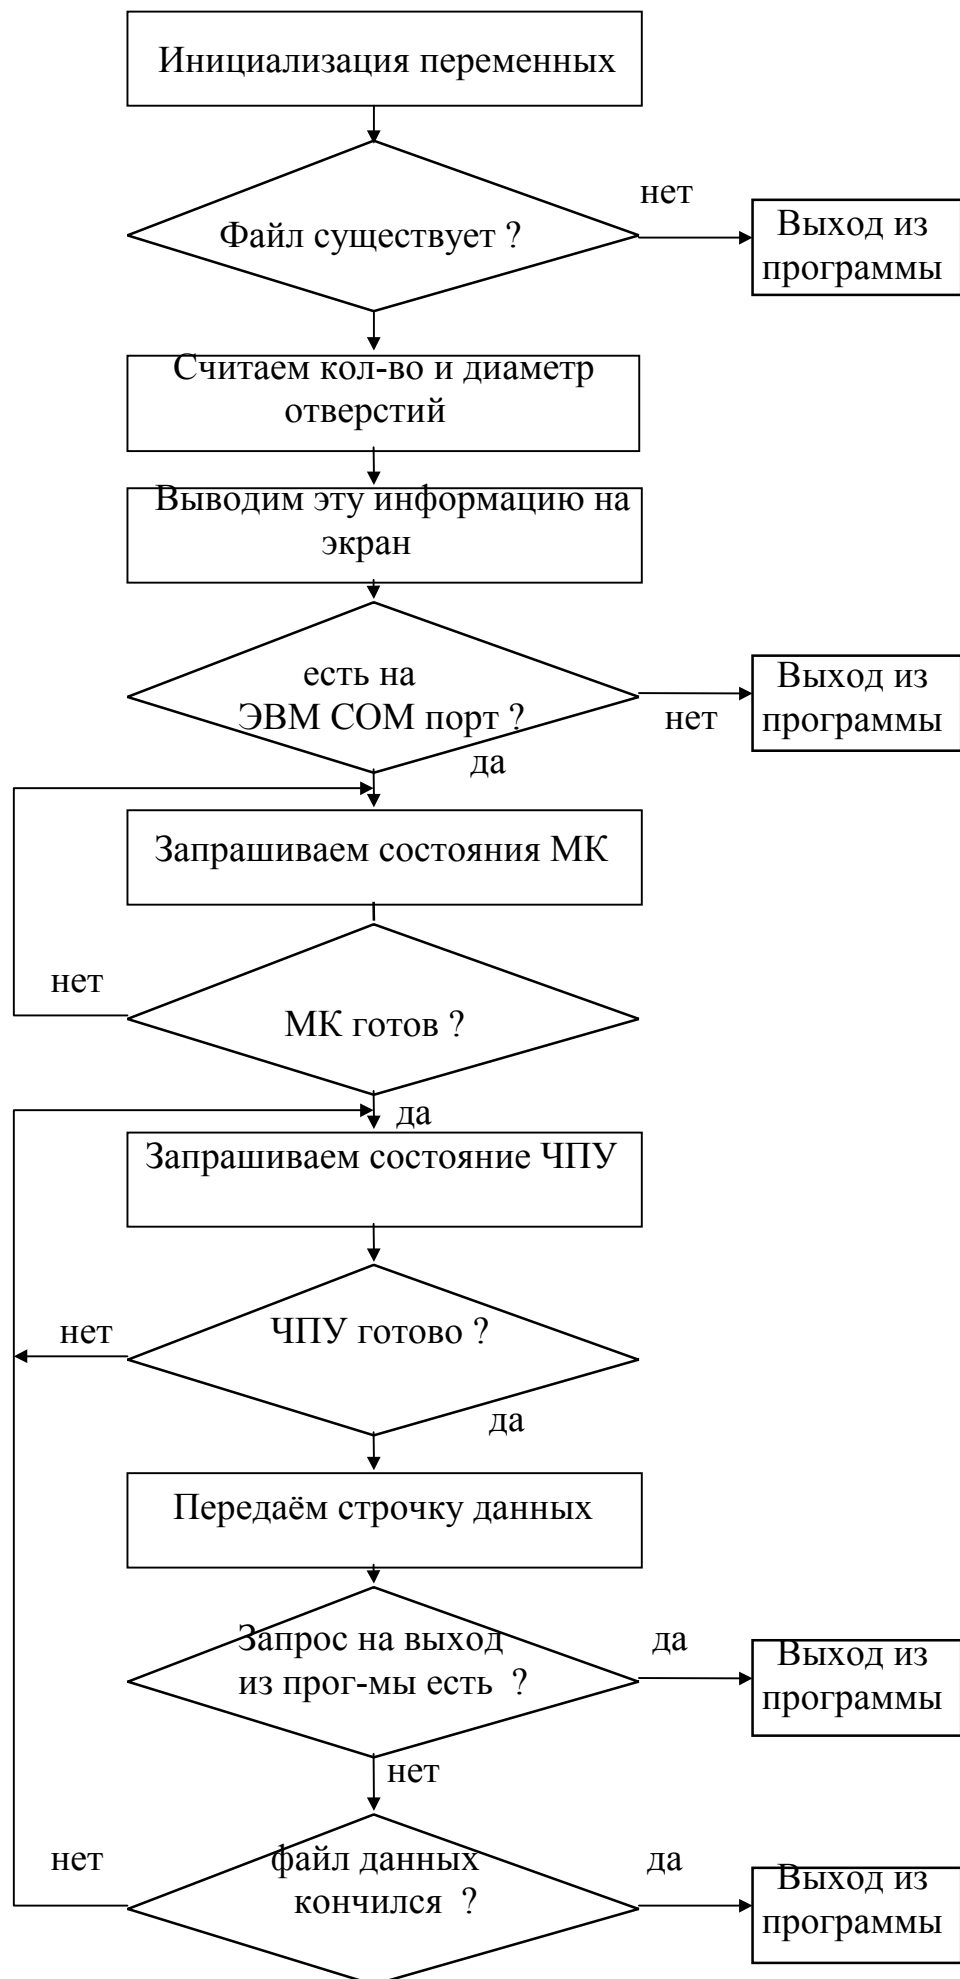 Инициализация переменных
нет
Файл существует ?
Выход из
программы
Считаем кол-во и диаметр
отверстий
Выводим эту информацию на
экран
есть на
ЭВМ COM порт ?
нет
Выход из
программы
да
Запрашиваем состояния МК
нет
МК готов ?
да
Запрашиваем состояние ЧПУ
нет
ЧПУ готово ?
да
Передаём строчку данных
Запрос на выход
из прог-мы есть ?
да
Выход из
программы
нет
нет
файл данных
кончился ?
да
Выход из
программы